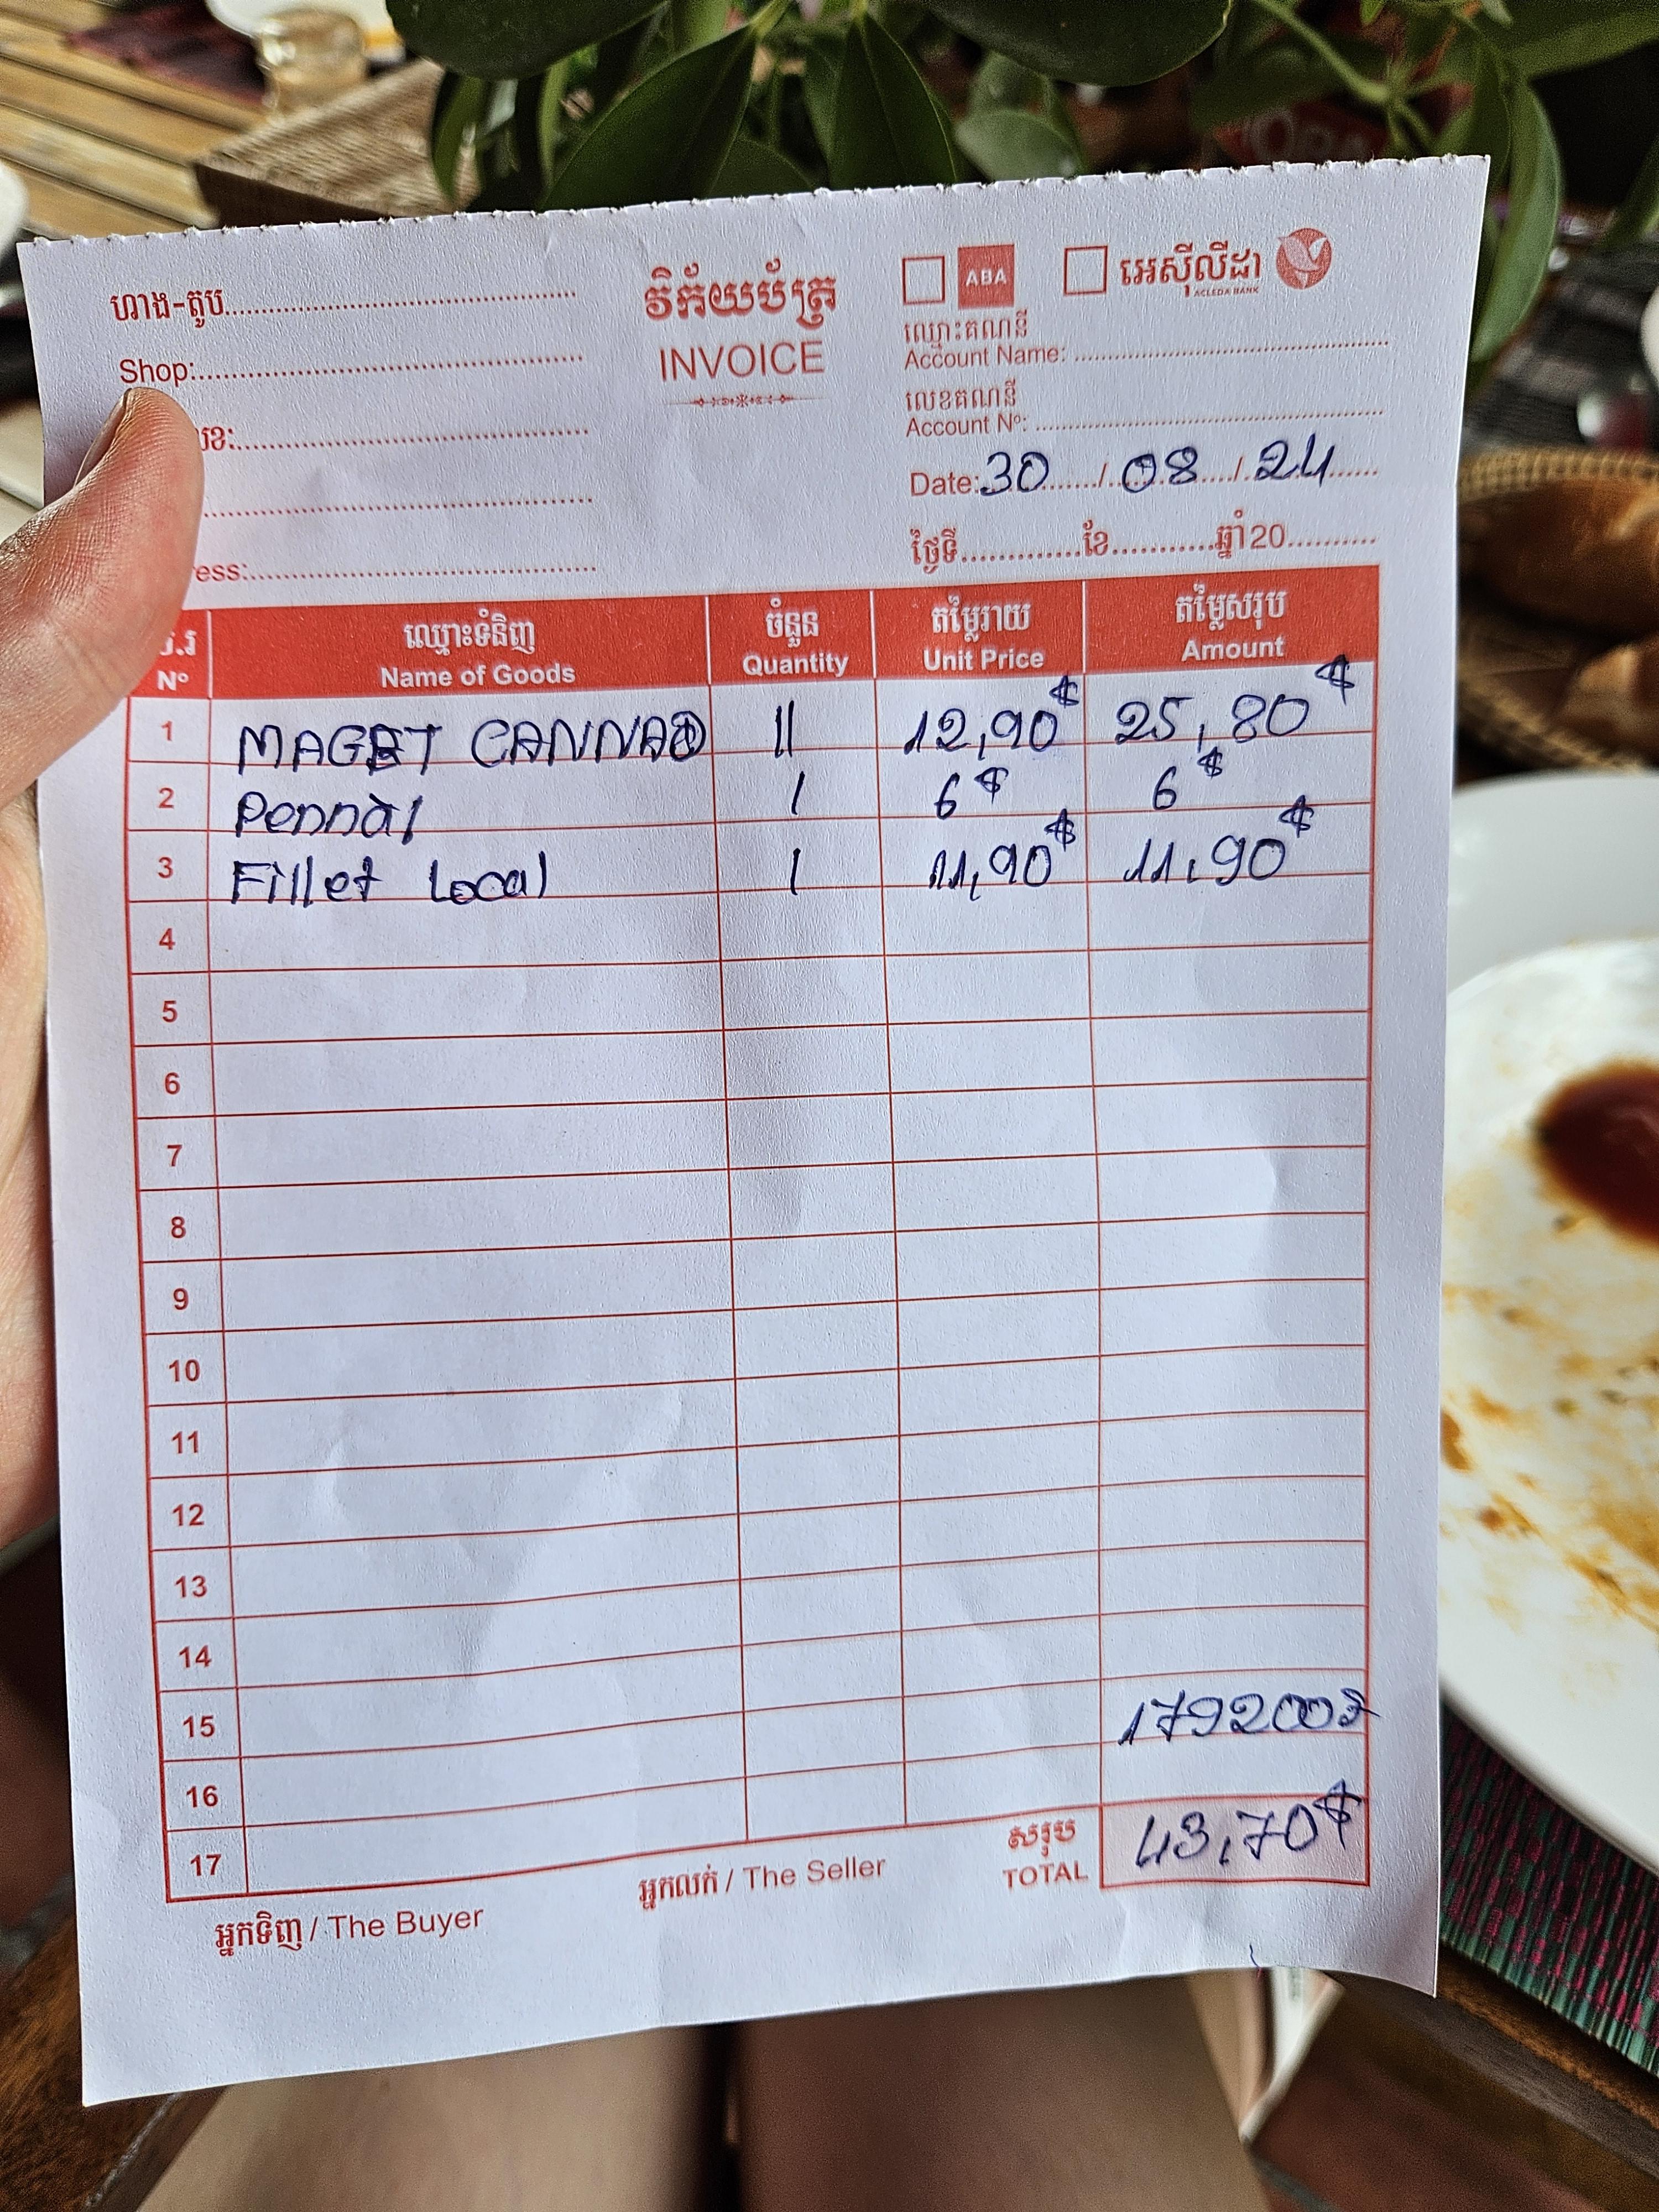 ហាង-តូប
Shop:
វិក្ក័យប័ត្រ
INVOICE
ABA
អេស៊ីលីដា
ACLEDA BANK
ឈ្មោះគណនី
Account Name:
លេខគណនី
Account Nº:
Date: 30 / 08 / 24
ថ្ងៃទី ខែ ឆ្នាំ 20
ess:
ឈ្មោះទំនិញ ចំនួន តម្លៃរាយ តម្លៃសរុប
Nº Name of Goods Quantity Unit Price Amount
1 MAGRET CANNAD II 12,90$ 25,80$
2 1 6$ 6$
3 Fillet Local 1 11,90$ 11,90$
4
5
6
7
8
9
10
11
12
13
14
15 179200៛
16
17
សរុប
TOTAL 43,70$
អ្នកទិញ / The Buyer
អ្នកលក់ / The Seller